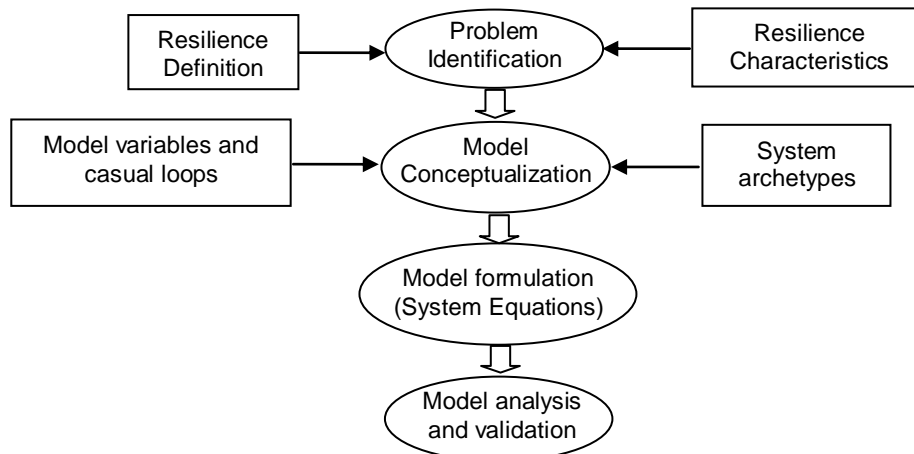 Resilience
Definition
Problem
Identification
Resilience
Characteristics
Model variables and
casual loops
Model
Conceptualization
System
archetypes
Model formulation
(System Equations)
Model analysis
and validation